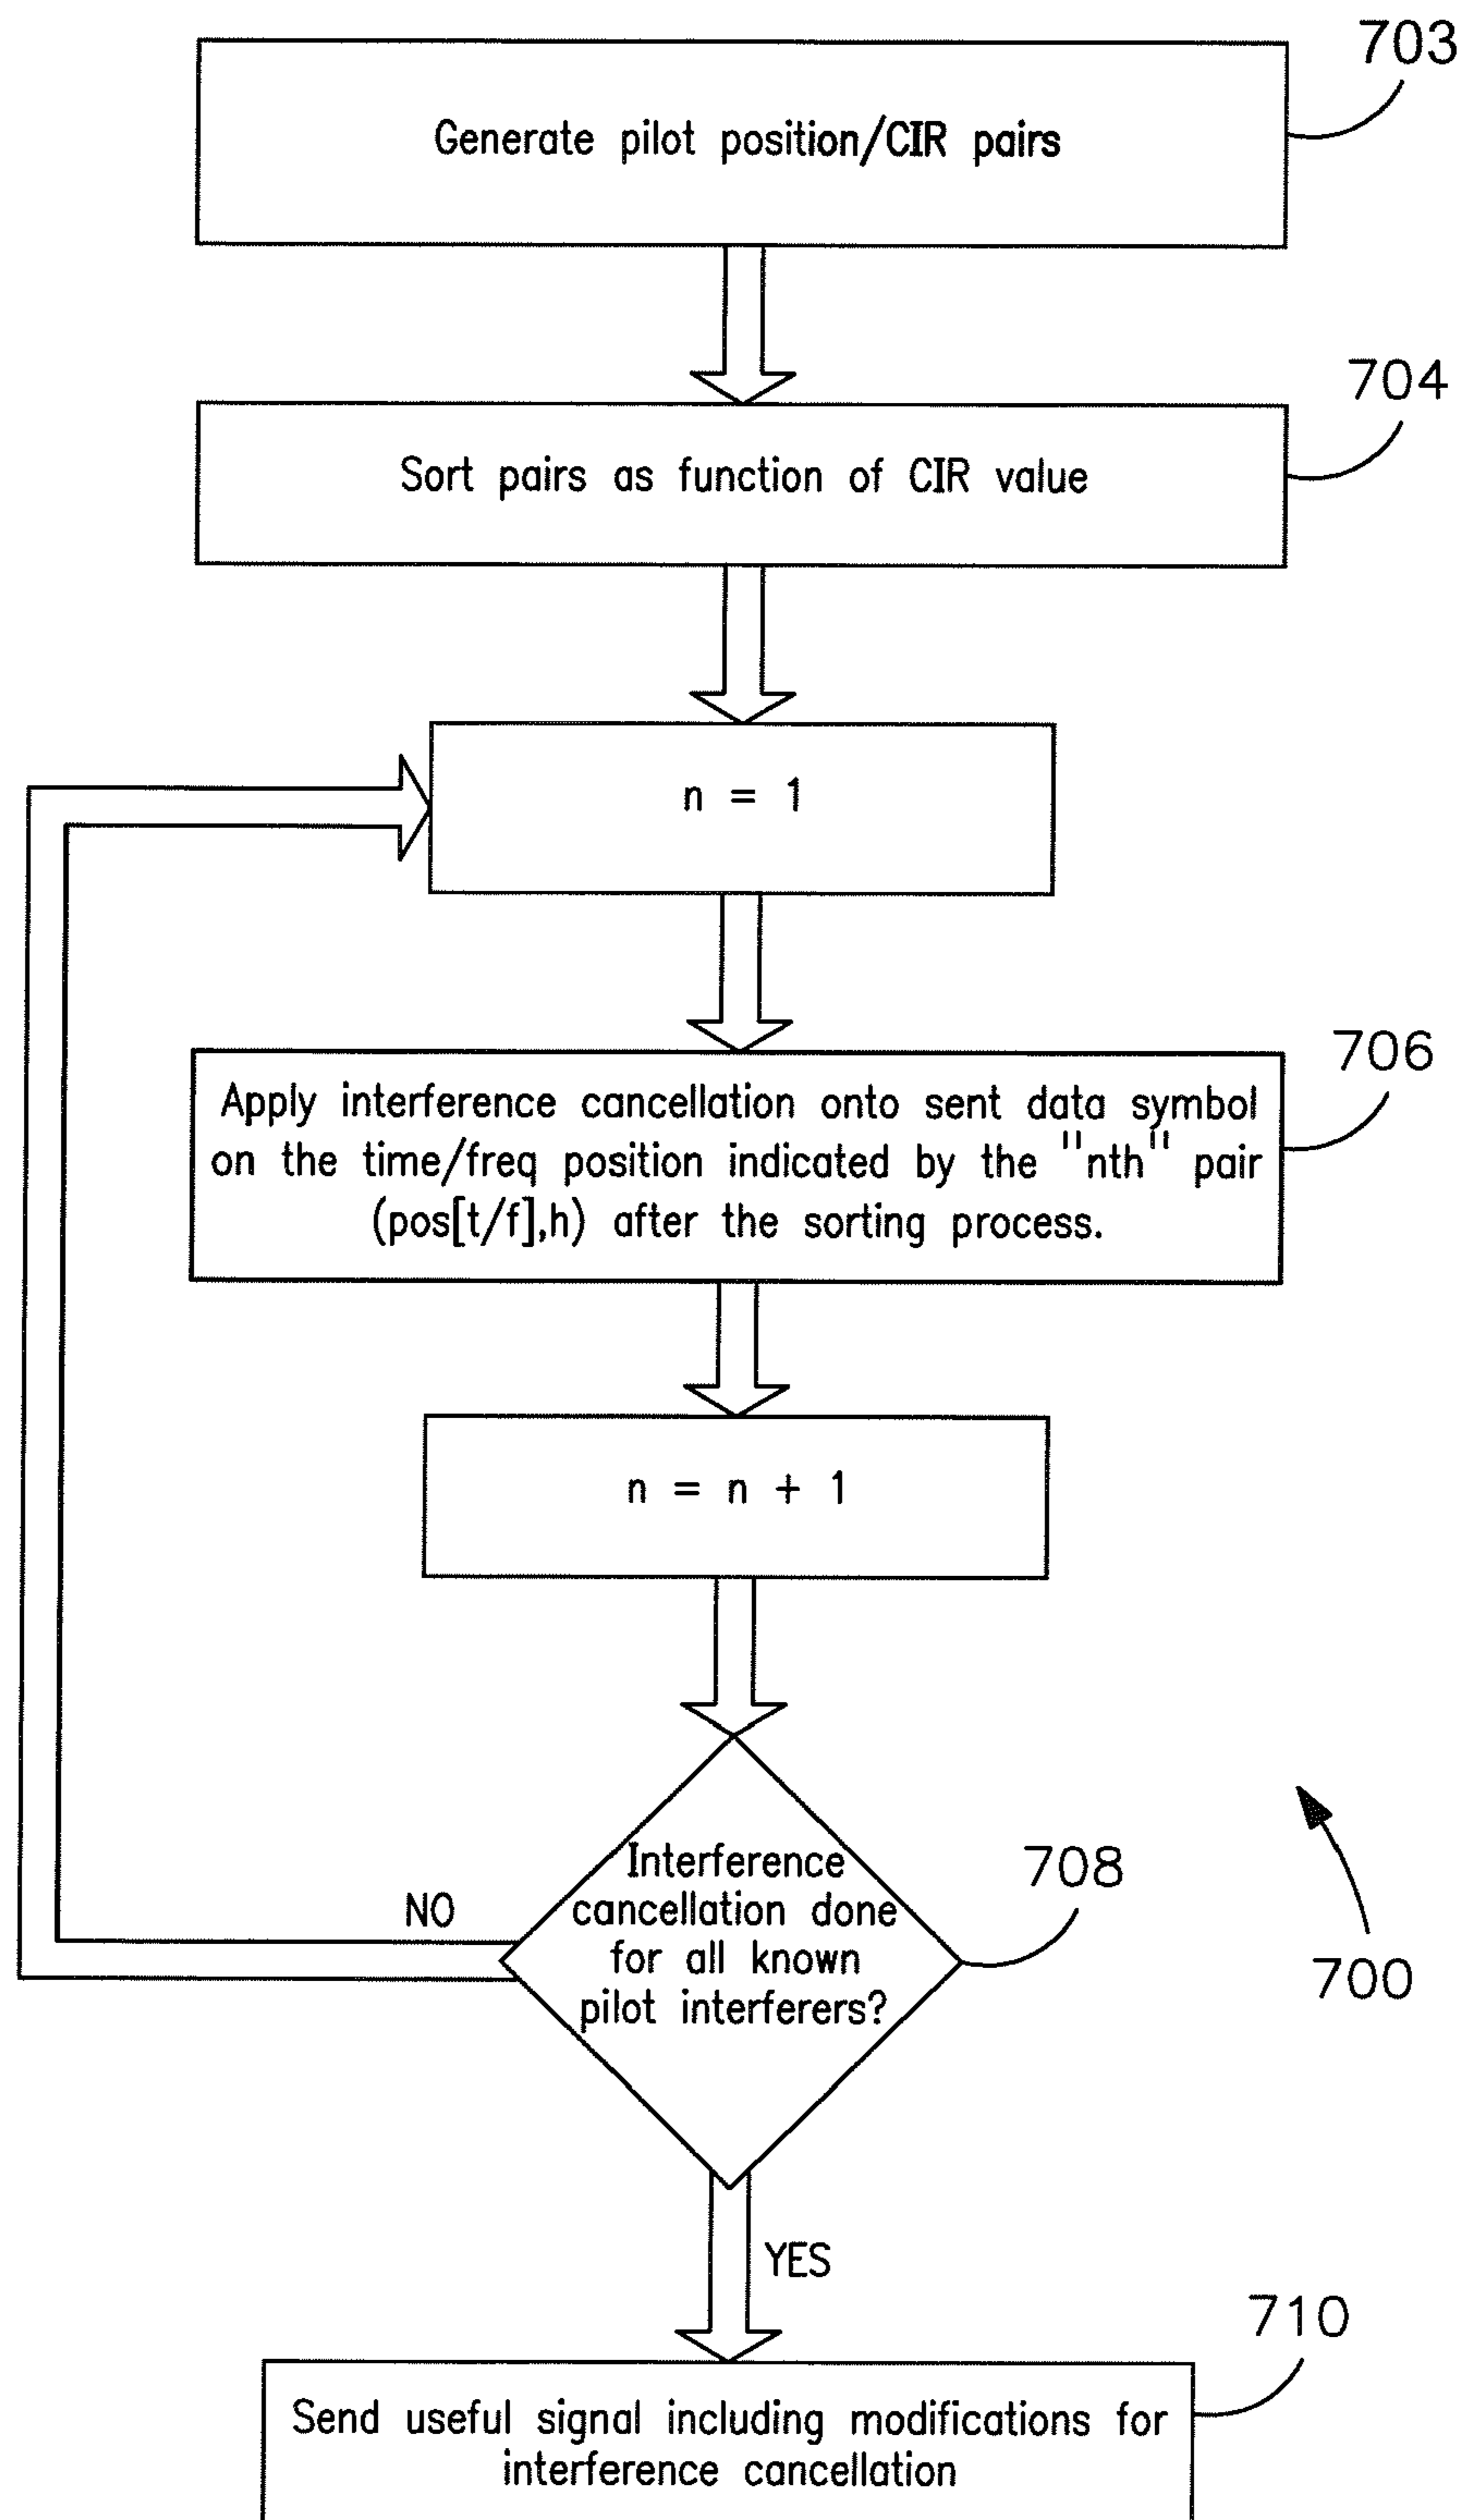 703
Generate pilot position/CIR pairs
704
Sort pairs as function of CIR value
n = 1
706
Apply interference cancellation onto sent data symbol
on the time/freq position indicated by the "nth" pair
(pos[t/f],h) after the sorting process.
n = n + 1
708
Interference
cancellation done
for all known
pilot interferers?
NO
700
YES
710
Send useful signal including modifications for
interference cancellation